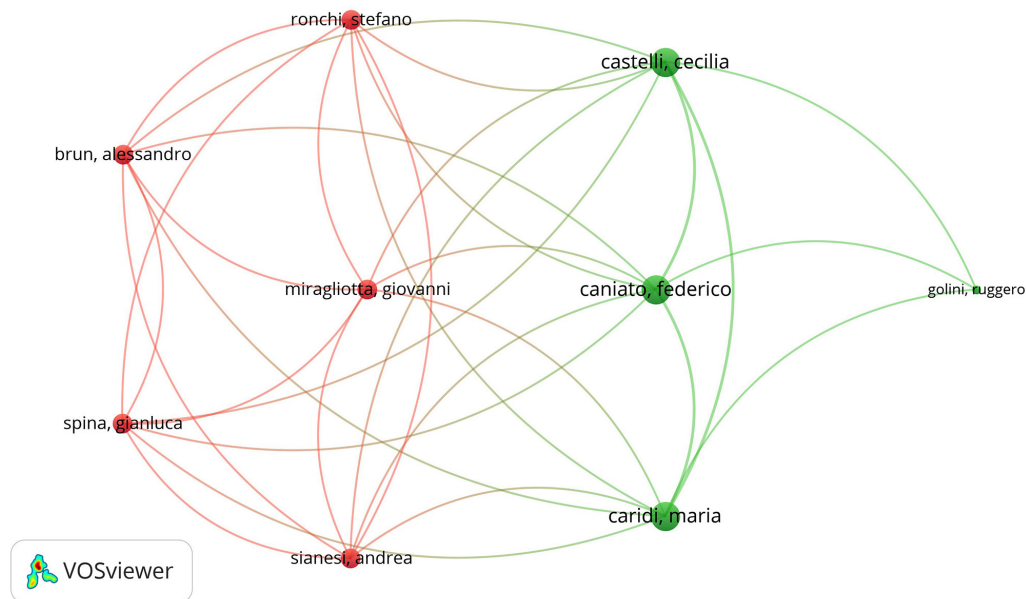 ronchi, stefano
castelli, cecilia
brun, alessandro
miragliotta, giovanni
caniato, federico
golini, ruggero
spina, gianluca
caridi, maria
sianesi, andrea
VOSviewer